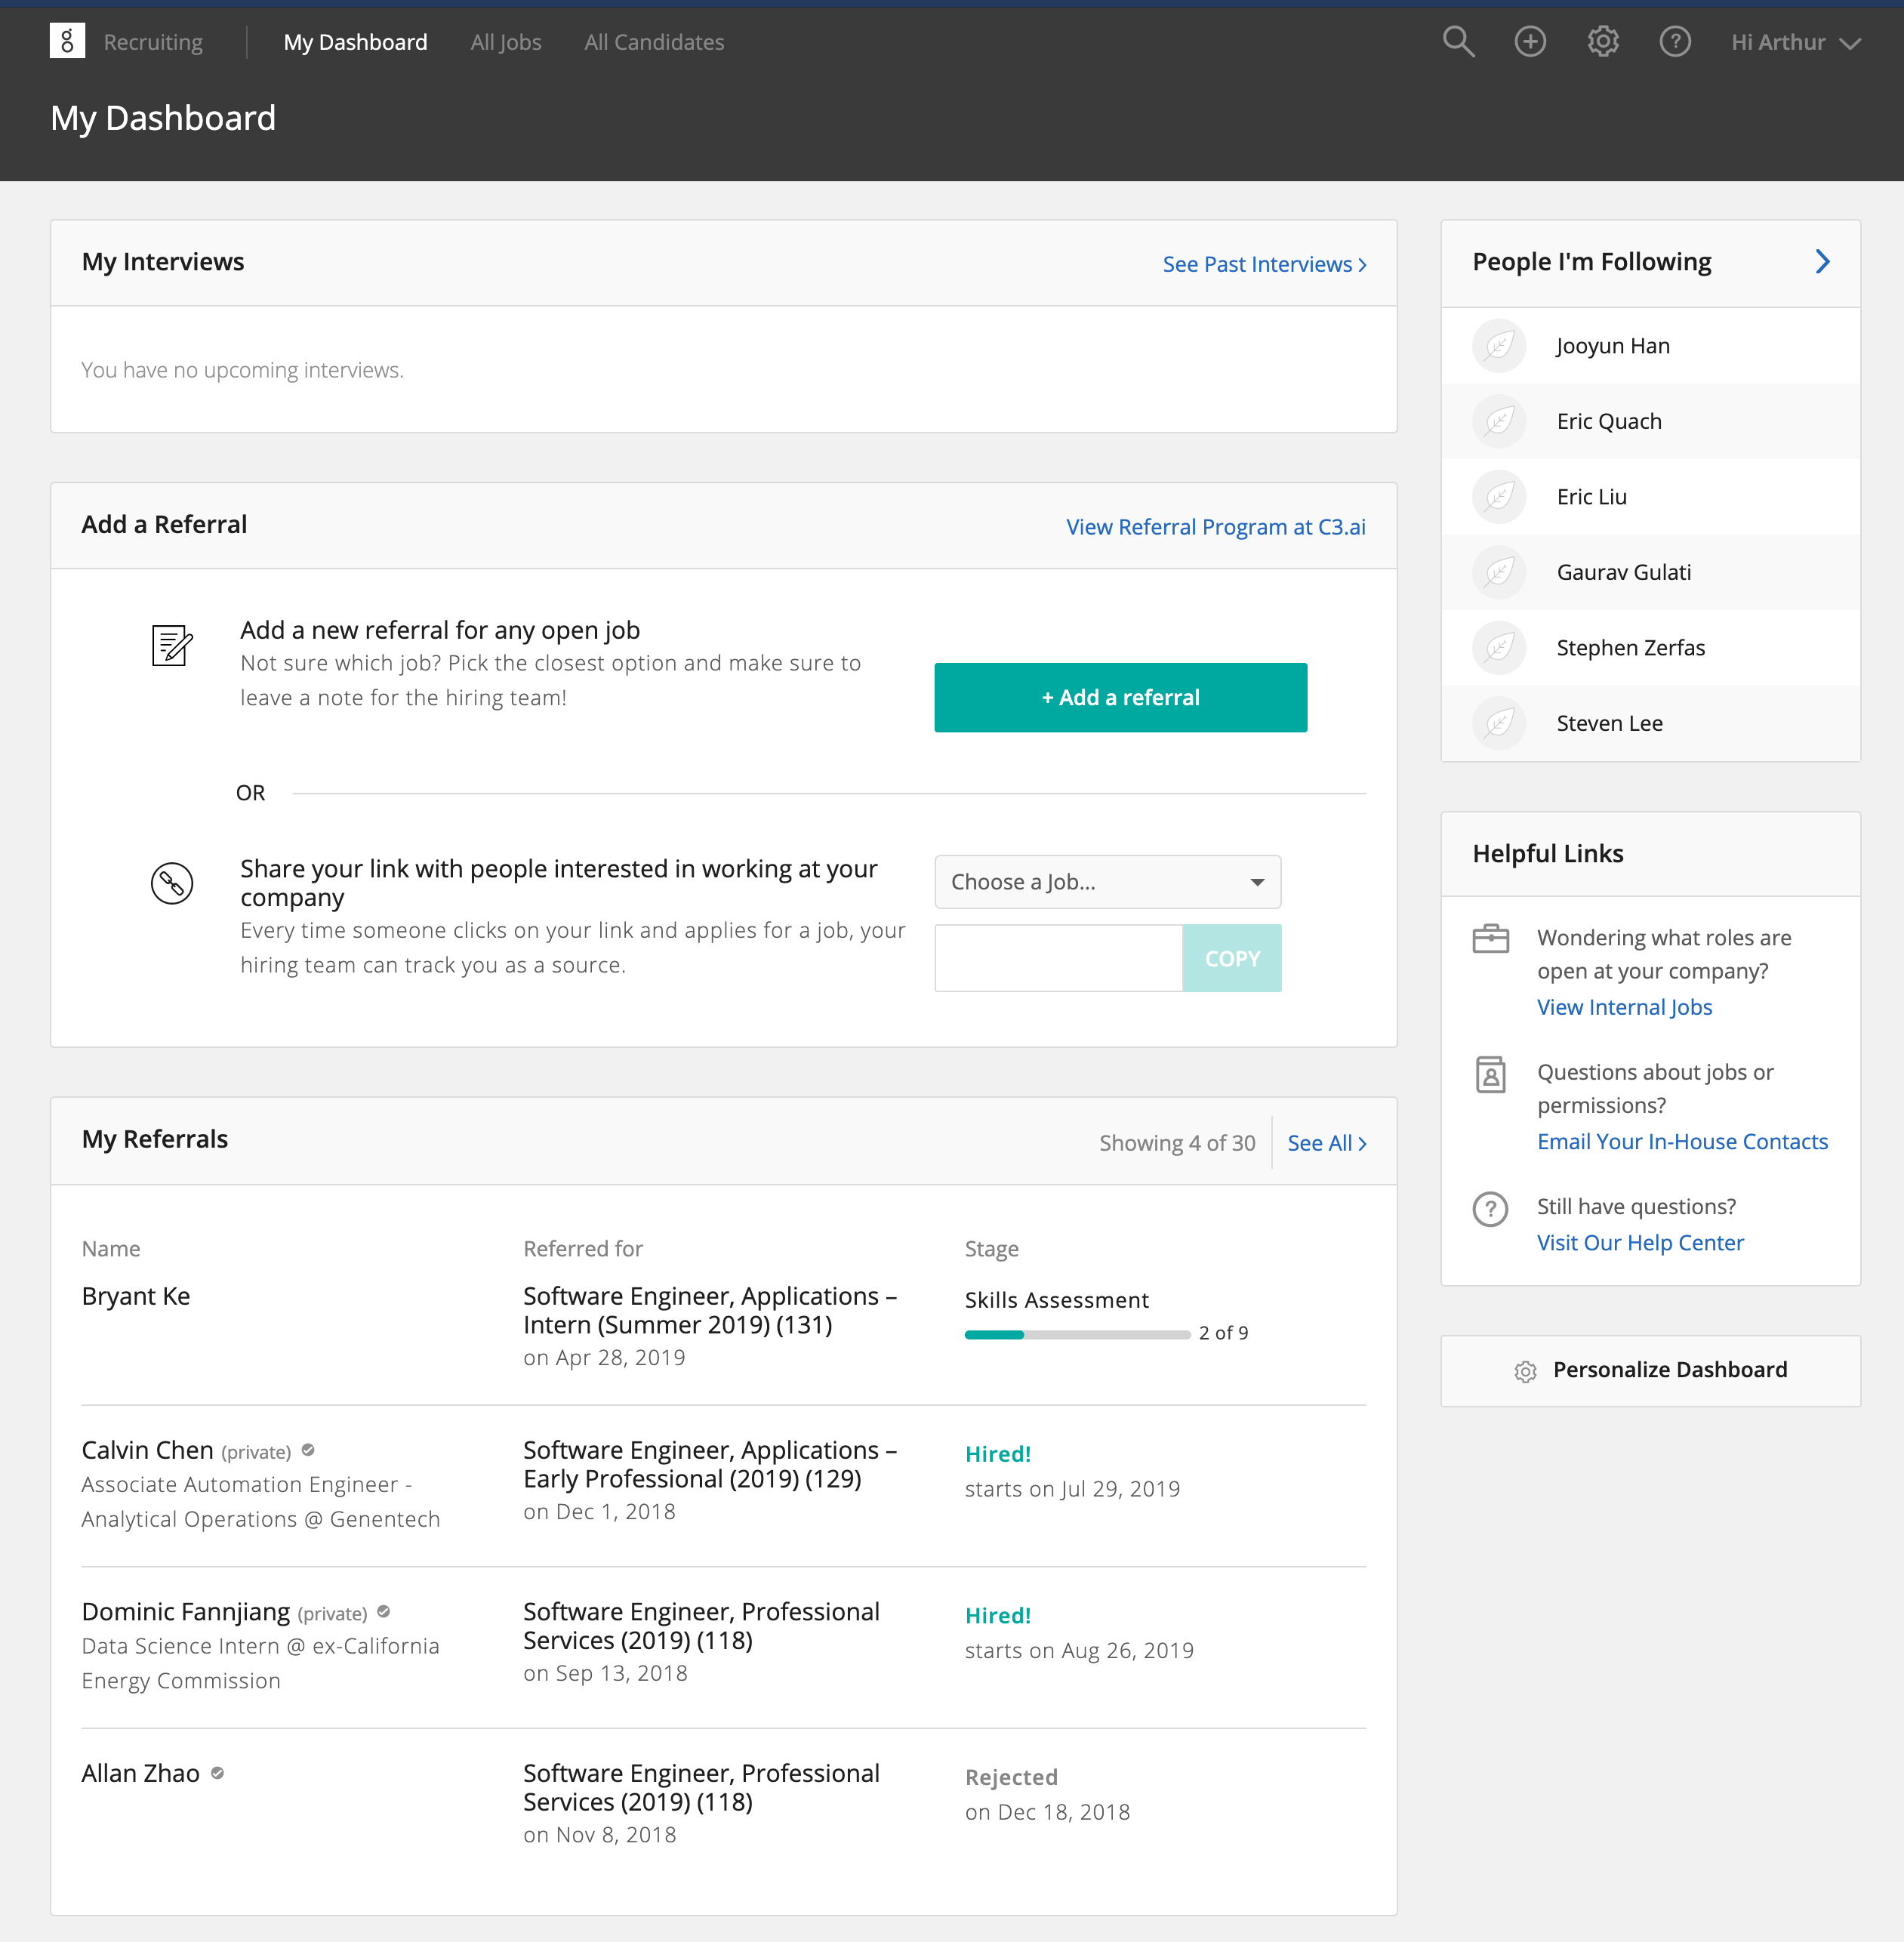 Recruiting
My Dashboard
All Jobs
All Candidates
Hi Arthur
My Dashboard
My Interviews
See Past Interviews
You have no upcoming interviews.
Add a Referral
View Referral Program at C3.ai
Add a new referral for any open job
Not sure which job? Pick the closest option and make sure to
leave a note for the hiring team!
+ Add a referral
OR
Share your link with people interested in working at your
company
Every time someone clicks on your link and applies for a job, your
hiring team can track you as a source.
Choose a Job...
COPY
My Referrals
Showing 4 of 30
See All
Name
Referred for
Stage
Bryant Ke
Software Engineer, Applications –
Intern (Summer 2019) (131)
on Apr 28, 2019
Skills Assessment
2 of 9
Calvin Chen (private)
Associate Automation Engineer -
Analytical Operations @ Genentech
Software Engineer, Applications –
Early Professional (2019) (129)
on Dec 1, 2018
Hired!
starts on Jul 29, 2019
Dominic Fannjiang (private)
Data Science Intern @ ex-California
Energy Commission
Software Engineer, Professional
Services (2019) (118)
on Sep 13, 2018
Hired!
starts on Aug 26, 2019
Allan Zhao
Software Engineer, Professional
Services (2019) (118)
on Nov 8, 2018
Rejected
on Dec 18, 2018
People I'm Following
Jooyun Han
Eric Quach
Eric Liu
Gaurav Gulati
Stephen Zerfas
Steven Lee
Helpful Links
Wondering what roles are
open at your company?
View Internal Jobs
Questions about jobs or
permissions?
Email Your In-House Contacts
Still have questions?
Visit Our Help Center
Personalize Dashboard